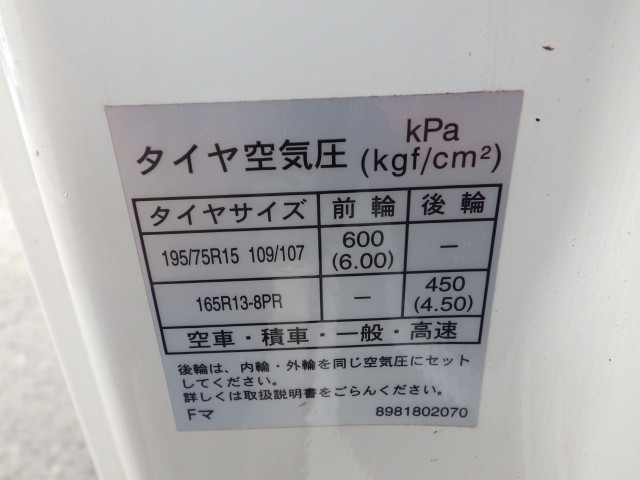 タイヤ空気圧 kPa (kgf/cm²)
タイヤサイズ 前輪 後輪
195/75R15 109/107 600 (6.00) —
165R13-8PR — 450 (4.50)
空車・積車・一般・高速
後輪は、内輪・外輪を同じ空気圧にセット
してください。
詳しくは取扱説明書をごらんください。
Fマ 8981802070